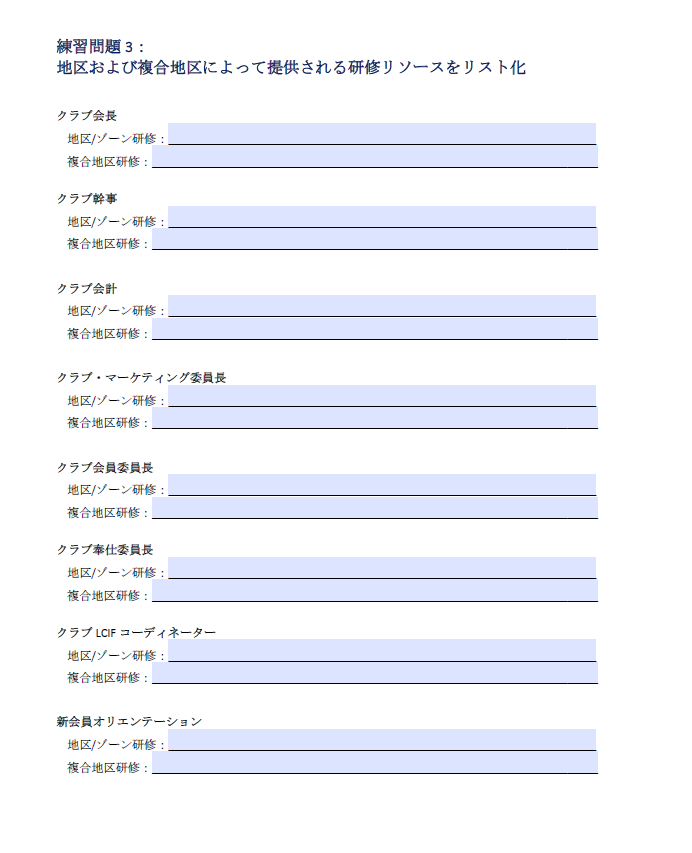 練習問題 3：
地区および複合地区によって提供される研修リソースをリスト化
クラブ会長
地区/ゾーン研修：
複合地区研修：
クラブ幹事
地区/ゾーン研修：
複合地区研修：
クラブ会計
地区/ゾーン研修：
複合地区研修：
クラブ・マーケティング委員長
地区/ゾーン研修：
複合地区研修：
クラブ会員委員長
地区/ゾーン研修：
複合地区研修：
クラブ奉仕委員長
地区/ゾーン研修：
複合地区研修：
クラブ LCIF コーディネーター
地区/ゾーン研修：
複合地区研修：
新会員オリエンテーション
地区/ゾーン研修：
複合地区研修：